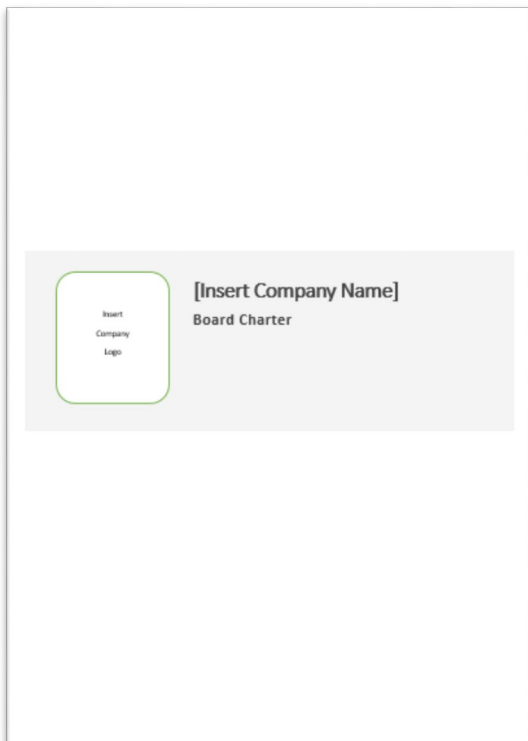 Insert
Company
Logo
[Insert Company Name]
Board Charter